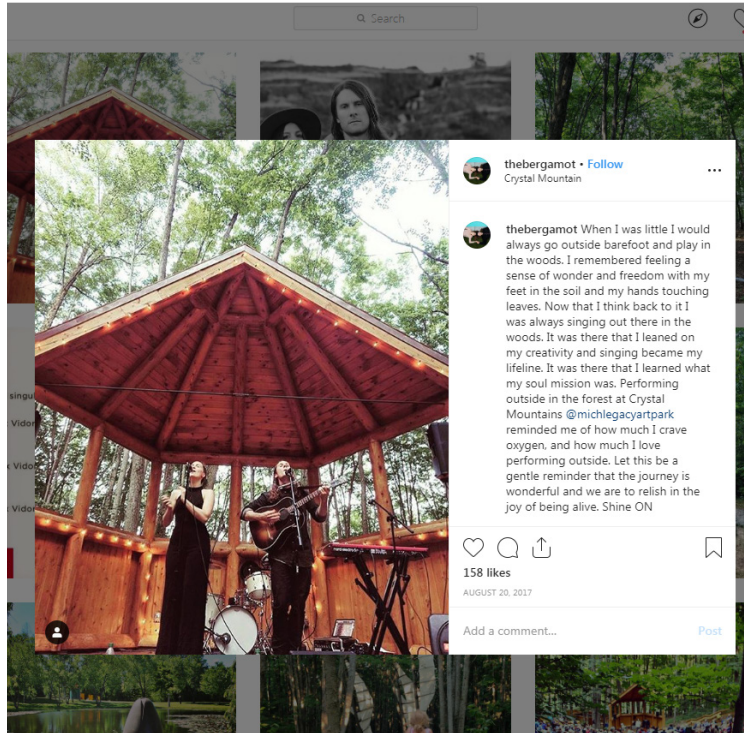 Search
thebergamot • Follow
Crystal Mountain
thebergamot When I was little I would
always go outside barefoot and play in
the woods. I remembered feeling a
sense of wonder and freedom with my
feet in the soil and my hands touching
leaves. Now that I think back to it I
was always singing out there in the
woods. It was there that I leaned on
my creativity and singing became my
lifeline. It was there that I learned what
my soul mission was. Performing
outside in the forest at Crystal
Mountains @michlegacyartpark
reminded me of how much I crave
oxygen, and how much I love
performing outside. Let this be a
gentle reminder that the journey is
wonderful and we are to relish in the
joy of being alive. Shine ON
singu
Vidor
x Vido
x Vidor
158 likes
AUGUST 20, 2017
Add a comment... Post